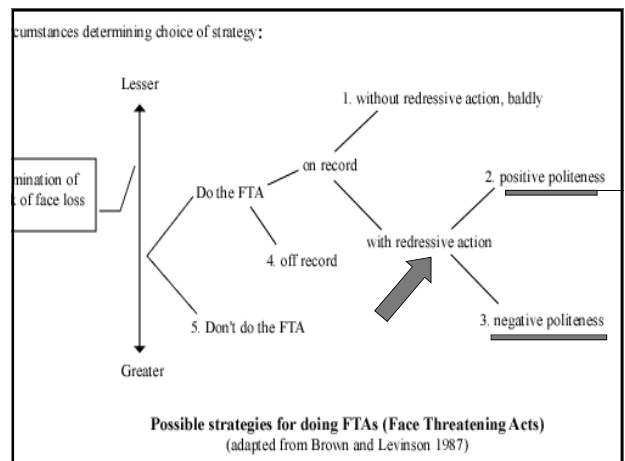 cumstances determining choice of strategy:
Lesser
1. without redressive action, baldly
on record
mination of
of face loss
Do the FTA
2. positive politeness
with redressive action
4. off record
5. Don't do the FTA
3. negative politeness
Greater
Possible strategies for doing FTAs (Face Threatening Acts)
(adapted from Brown and Levinson 1987)